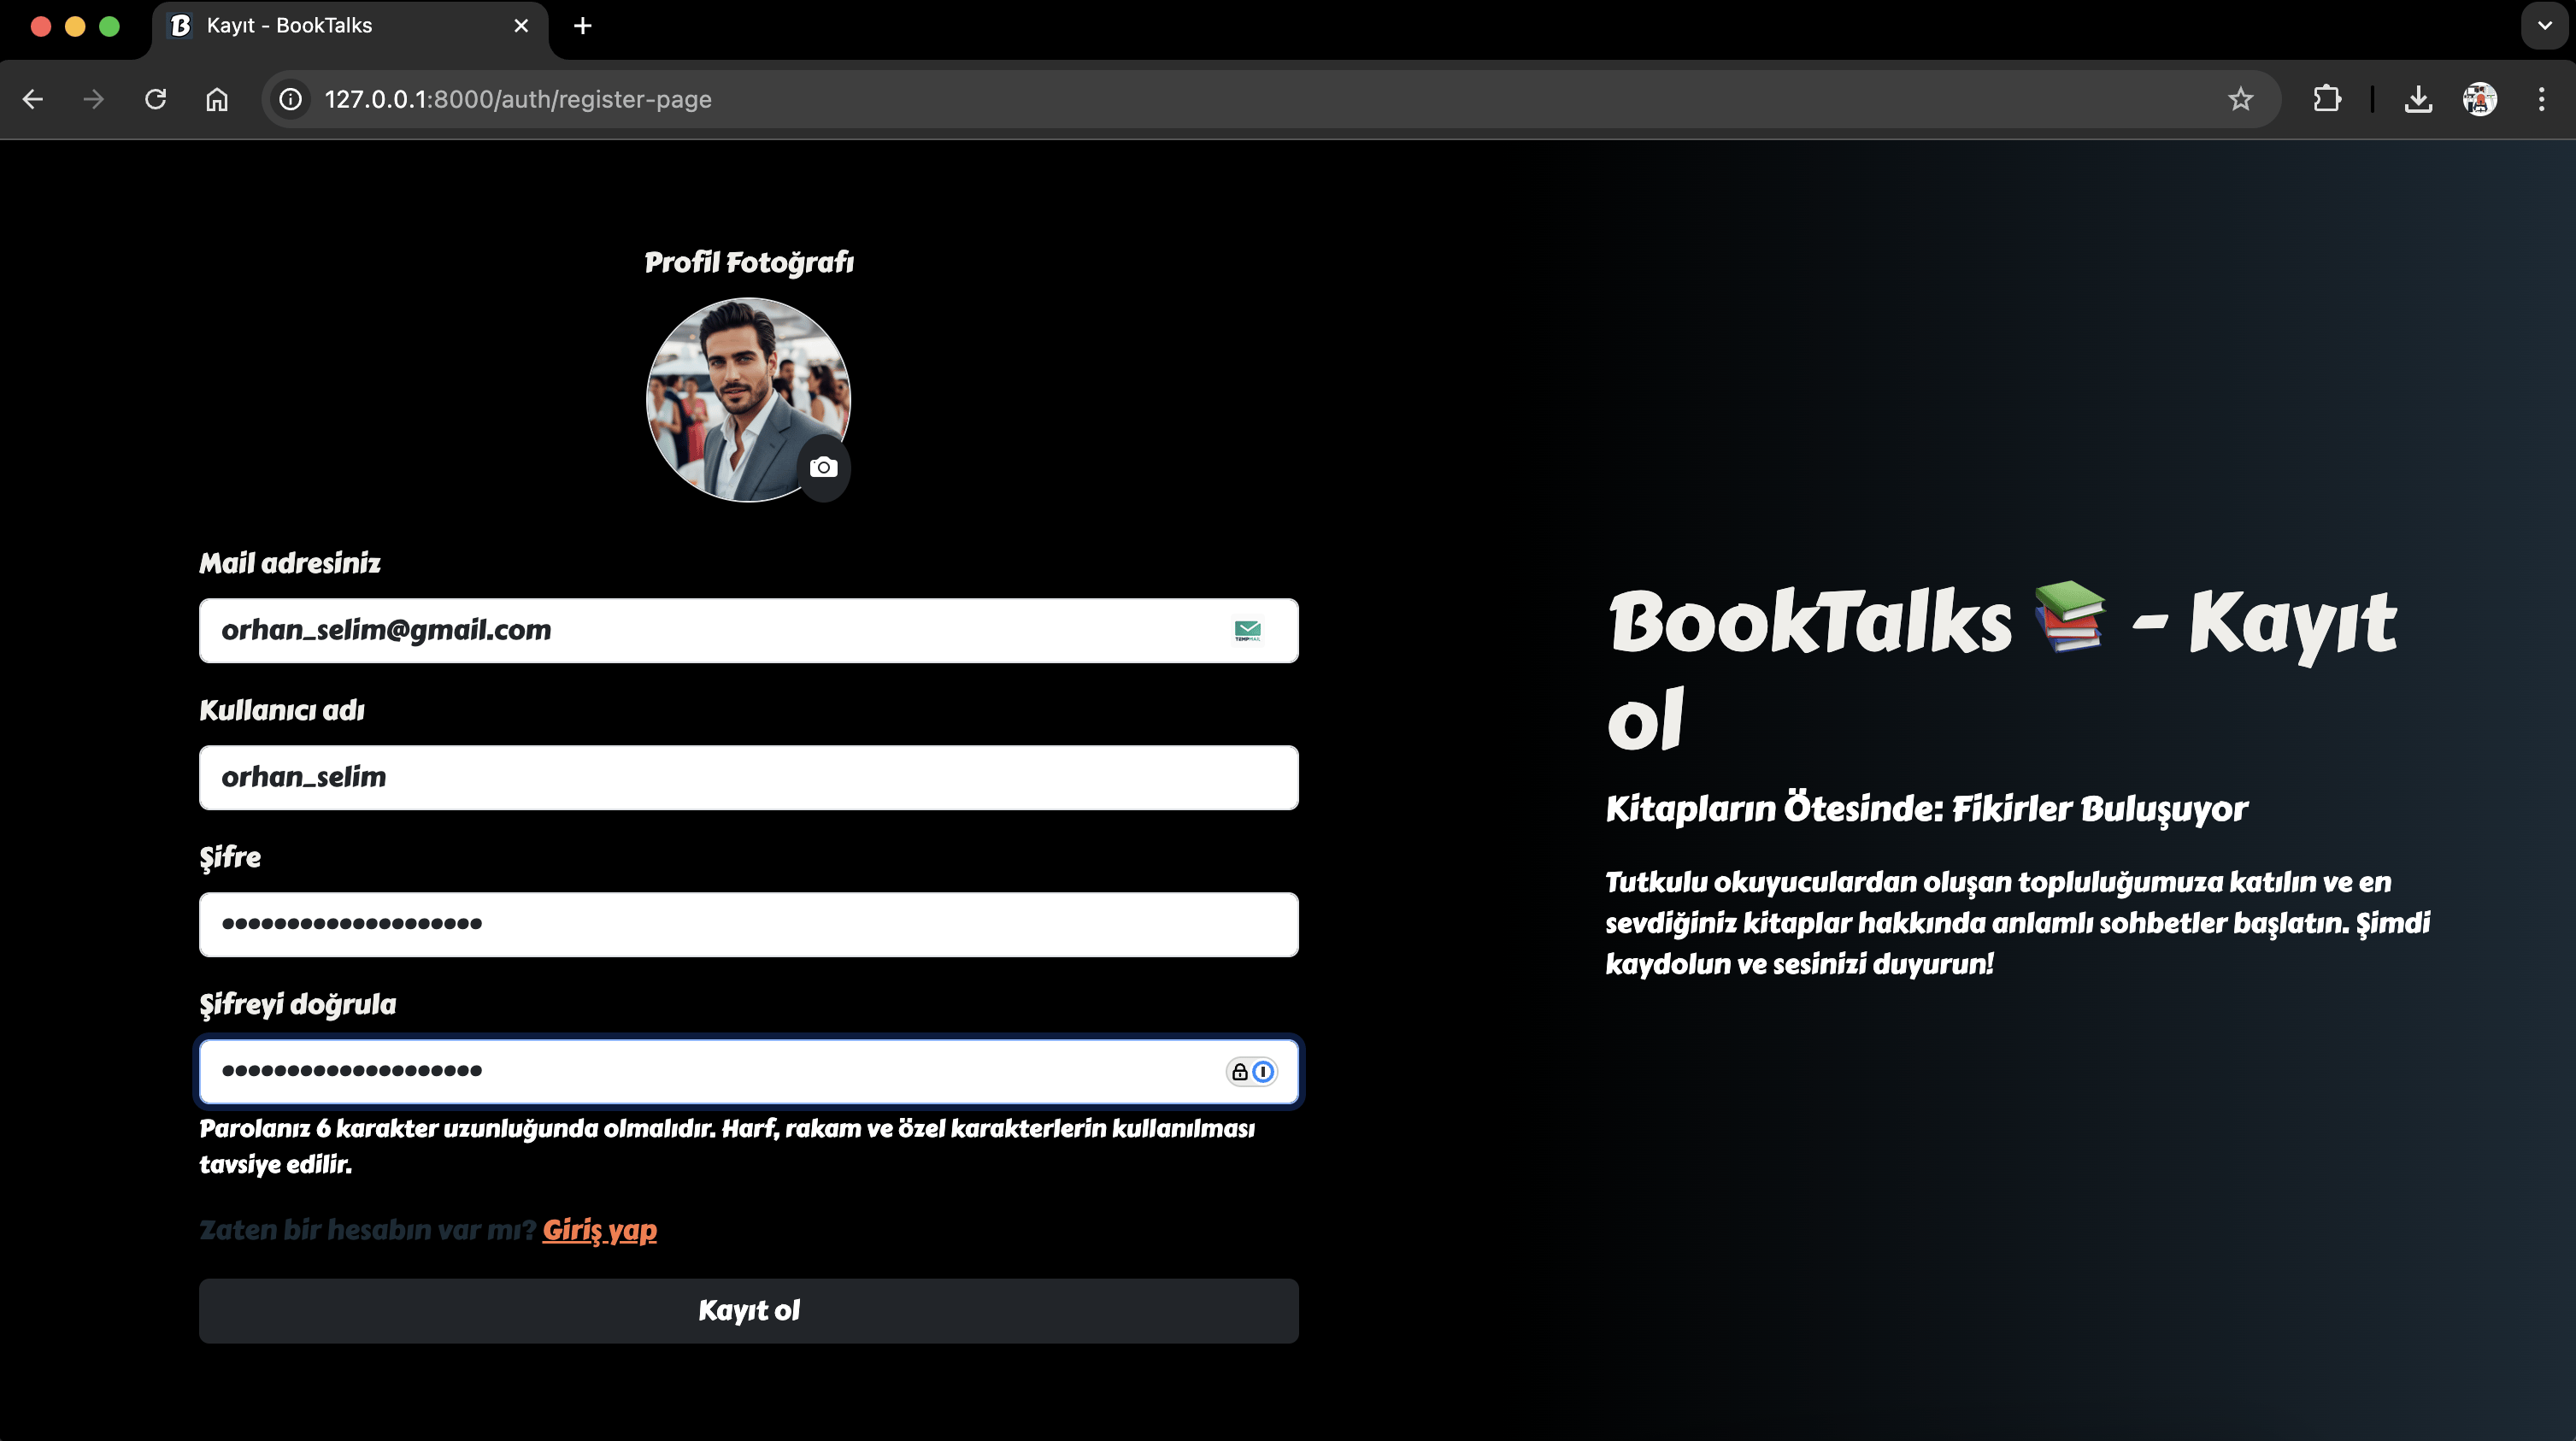 Kayıt - BookTalks
127.0.0.1:8000/auth/register-page
Profil Fotoğrafı
Mail adresiniz
orhan_selim@gmail.com
TEMPMAIL
Kullanıcı adı
orhan_selim
Şifre
••••••••••••••••••••
Şifreyi doğrula
••••••••••••••••••••
Parolanız 6 karakter uzunluğunda olmalıdır. Harf, rakam ve özel karakterlerin kullanılması
tavsiye edilir.
Zaten bir hesabın var mı? Giriş yap
Kayıt ol
BookTalks 📚 - Kayıt
ol
Kitapların Ötesinde: Fikirler Buluşuyor
Tutkulu okuyuculardan oluşan topluluğumuza katılın ve en
sevdiğiniz kitaplar hakkında anlamlı sohbetler başlatın. Şimdi
kaydolun ve sesinizi duyurun!